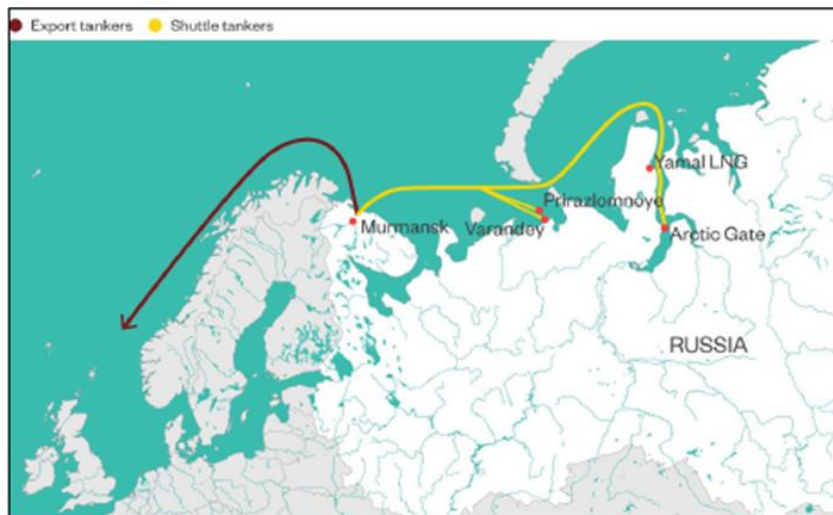 Export tankers Shuttle tankers
Yamal LNG
Prirazlomnoye
Murmansk Varandey
Arctic Gate
RUSSIA